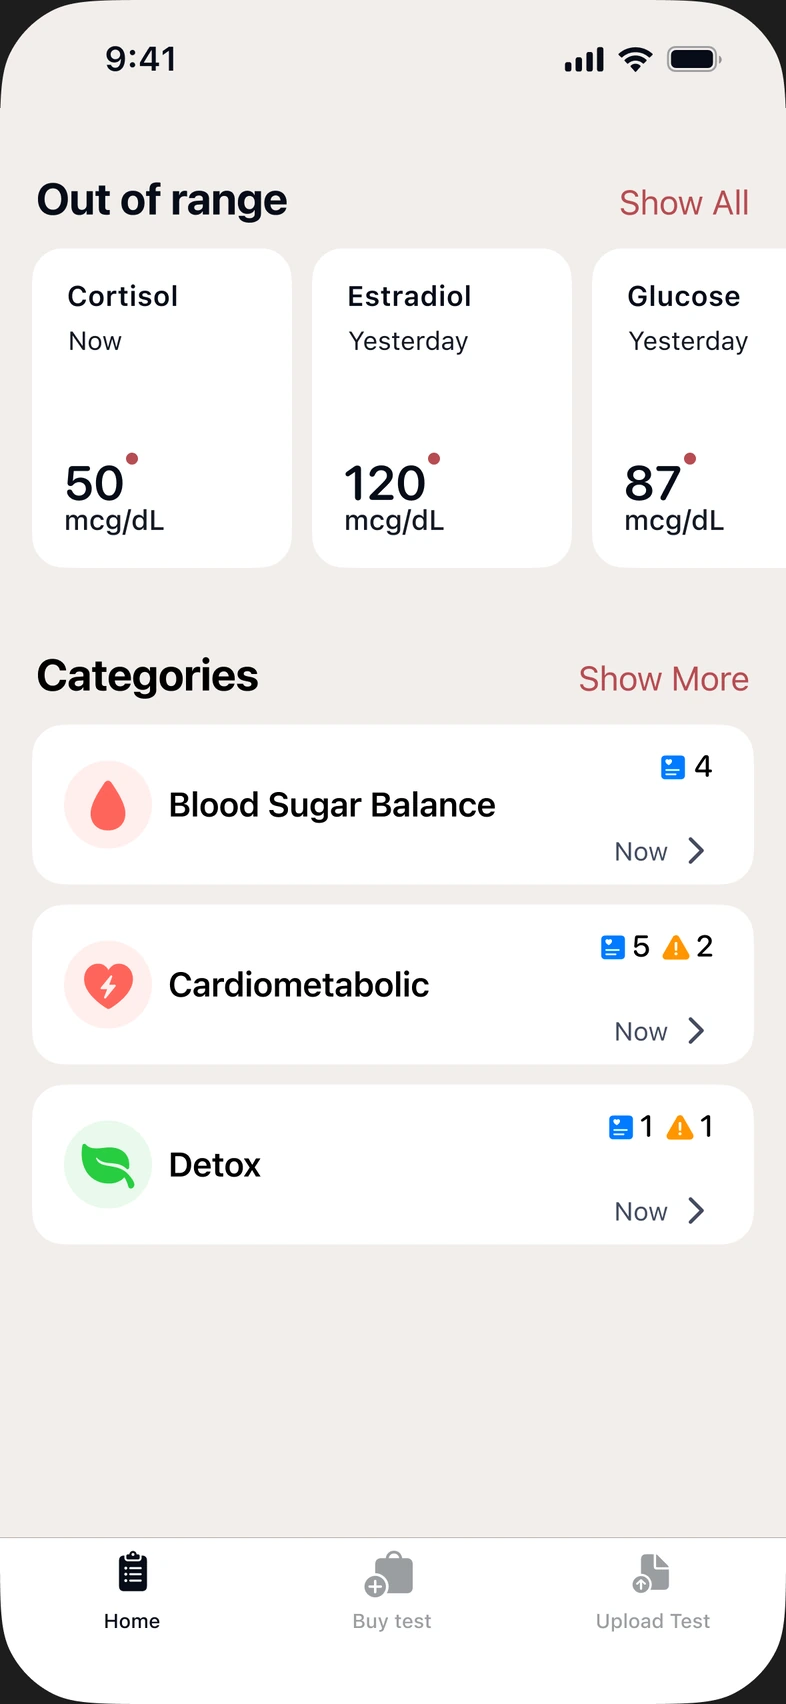 9:41
Out of range
Show All
Cortisol
Now
50
mcg/dL
Estradiol
Yesterday
120
mcg/dL
Glucose
Yesterday
87
mcg/dL
Categories
Show More
Blood Sugar Balance
4
Now
Cardiometabolic
5 2
Now
Detox
1 1
Now
Home
Buy test
Upload Test